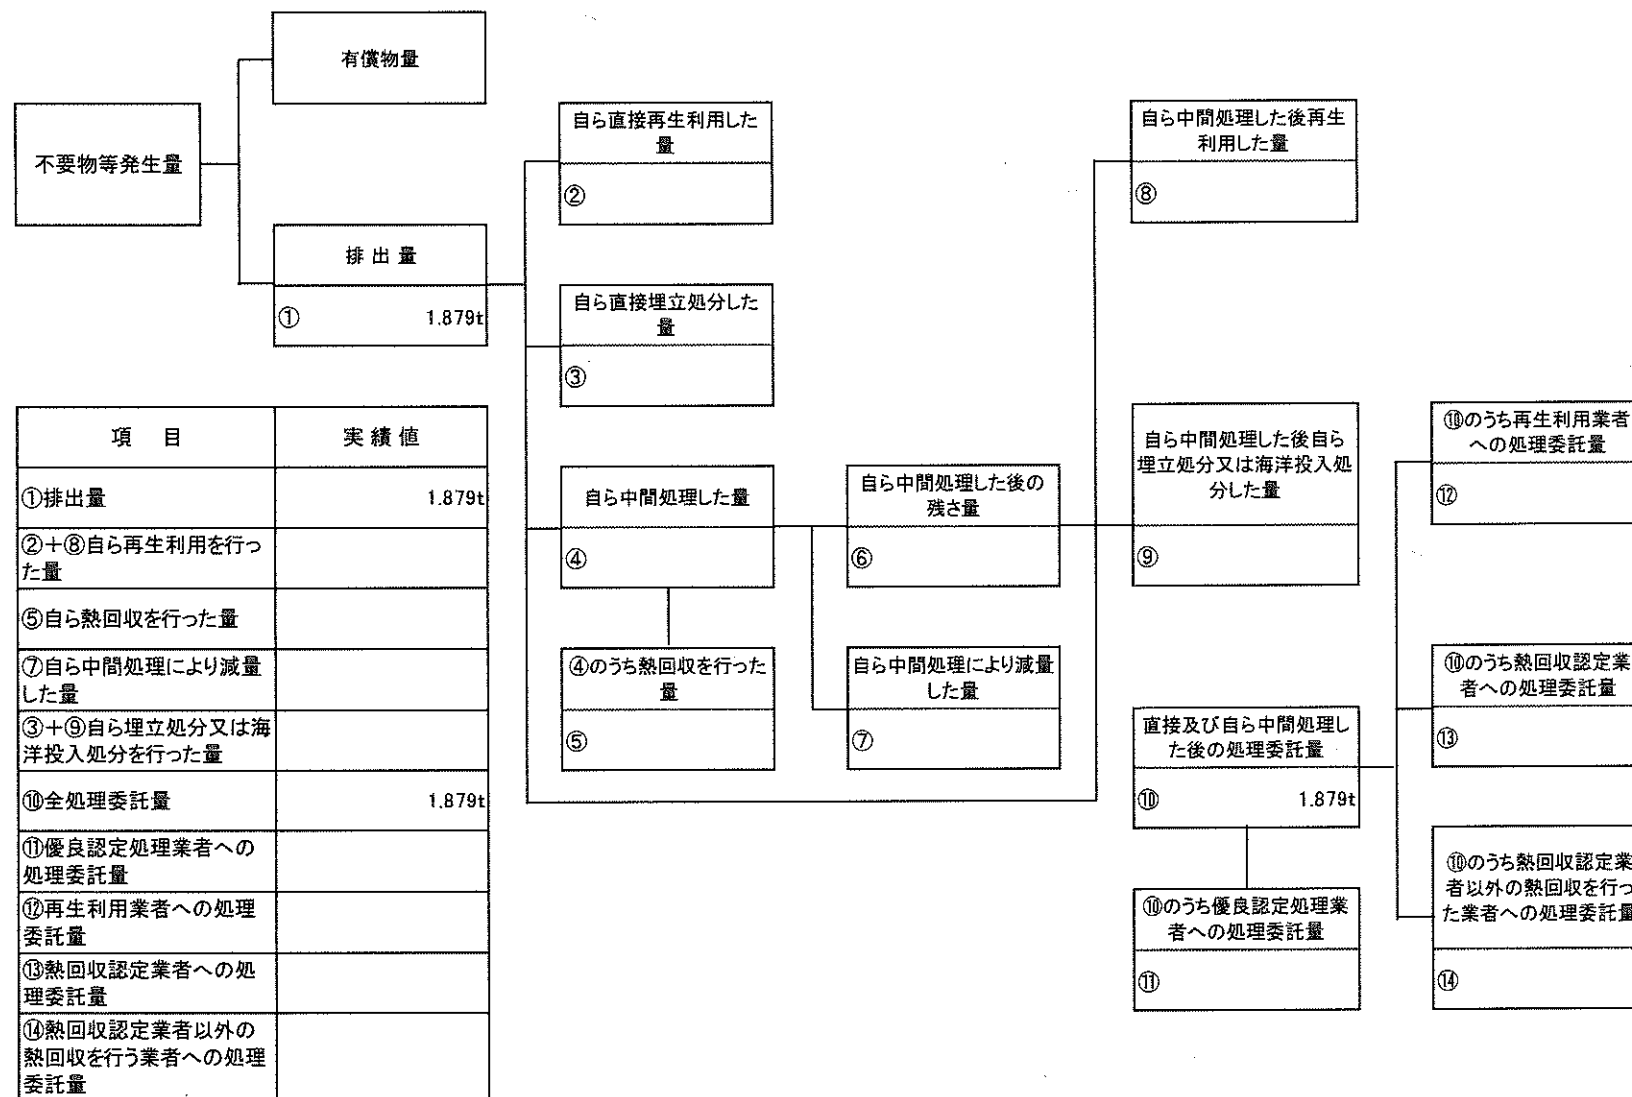 有償物量
不要物等発生量
排 出 量
① 1.879t
自ら直接再生利用した
量
②
自ら直接埋立処分した
量
③
自ら中間処理した量
④
④のうち熱回収を行った
量
⑤
自ら中間処理した後の
残さ量
⑥
自ら中間処理により減量
した量
⑦
自ら中間処理した後再生
利用した量
⑧
自ら中間処理した後自ら
埋立処分又は海洋投入処
分した量
⑨
直接及び自ら中間処理し
た後の処理委託量
⑩ 1.879t
⑩のうち優良認定処理業
者への処理委託量
⑪
⑩のうち再生利用業者
への処理委託量
⑫
⑩のうち熱回収認定業
者への処理委託量
⑬
⑩のうち熱回収認定業
者以外の熱回収を行っ
た業者への処理委託量
⑭
項 目 実 績 値
①排出量 1.879t
②＋⑧自ら再生利用を行っ
た量
⑤自ら熱回収を行った量
⑦自ら中間処理により減量
した量
③＋⑨自ら埋立処分又は海
洋投入処分を行った量
⑩全処理委託量 1.879t
⑪優良認定処理業者への
処理委託量
⑫再生利用業者への処理
委託量
⑬熱回収認定業者への処
理委託量
⑭熱回収認定業者以外の
熱回収を行う業者への処理
委託量